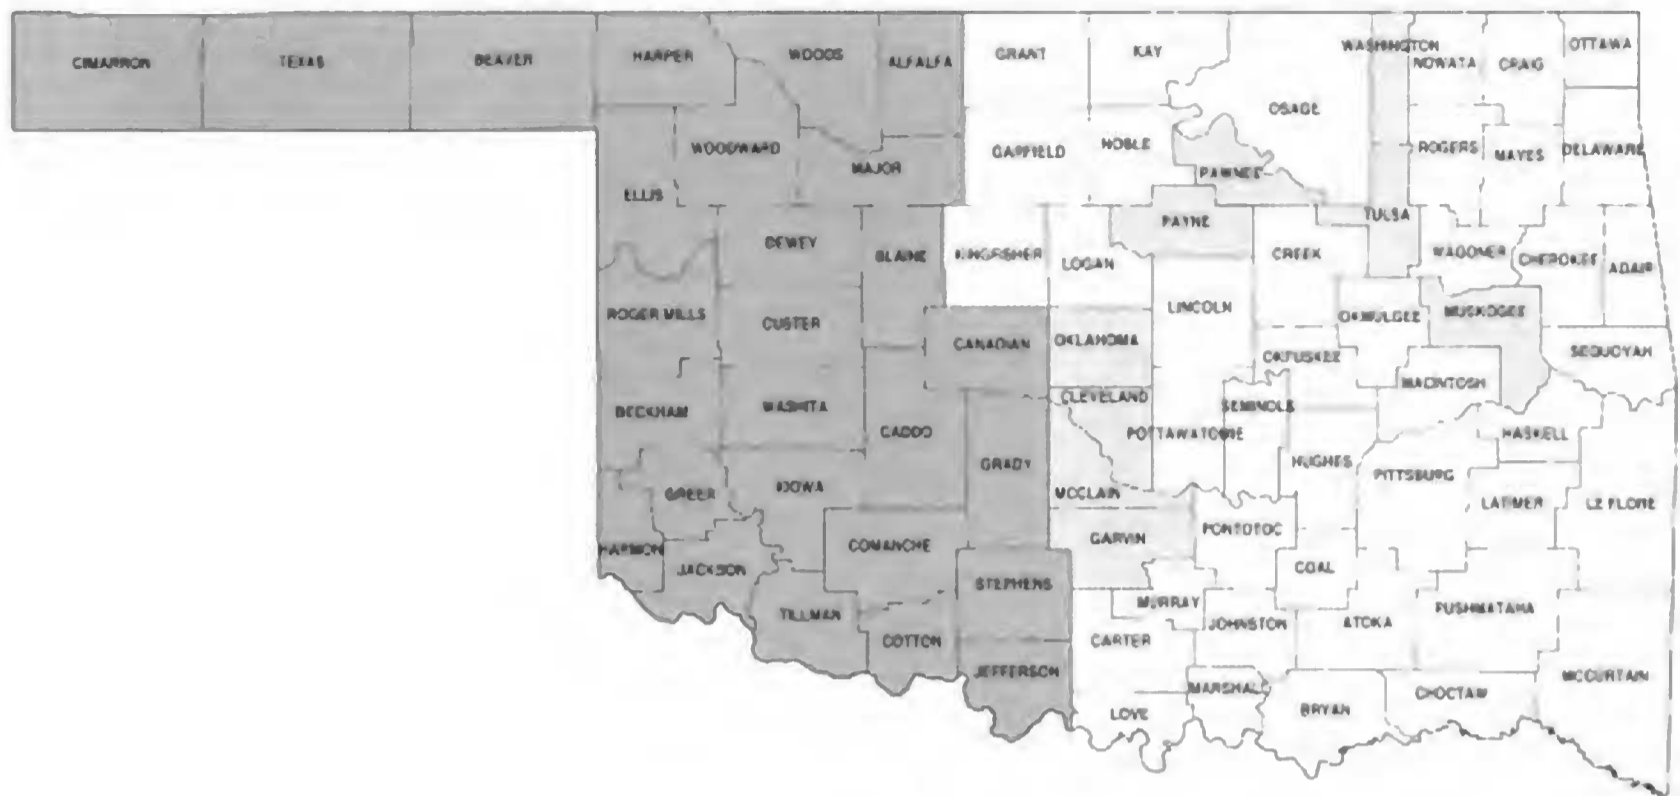 CIMARRON
TEXAS
BEAVER
HARPER
WOODS
ALFALFA
GRANT
KAY
WASHINGTON
NOWATA
CRAIG
OTTAWA
OSAGE
WOODWARD
MAJOR
GARFIELD
NOBLE
PAWNEE
ROGERS
MAYES
DELAWARE
ELLIS
DEWEY
BLAINE
KINGFISHER
LOGAN
PAYNE
CREEK
TULSA
WAGONER
CHEROKEE
ADAIR
ROGER MILLS
CUSTER
CANADIAN
OKLAHOMA
LINCOLN
OKMULGEE
MUSKOGEE
OKFUSKEE
SEQUOYAH
BECKHAM
WASHITA
CADDO
CLEVELAND
POTTAWATOMIE
SEMINOLE
MACINTOSH
HASKELL
GREER
KIOWA
GRADY
MCCLAIN
HUGHES
PITTSBURG
LATIMER
LE FLORE
HARMON
JACKSON
COMANCHE
GARVIN
PONTOTOC
COAL
STEPHENS
TILLMAN
COTTON
MURRAY
CARTER
JOHNSTON
ATOKA
PUSHMATAHA
JEFFERSON
LOVE
MARSHALL
BRYAN
CHOCTAW
MCCURTAIN